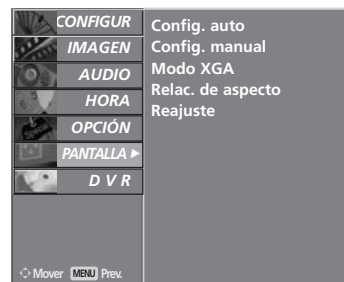 CONFIGUR
IMAGEN
AUDIO
HORA
OPCIÓN
PANTALLA
D V R
Config. auto
Config. manual
Modo XGA
Relac. de aspecto
Reajuste
Mover MENU Prev.